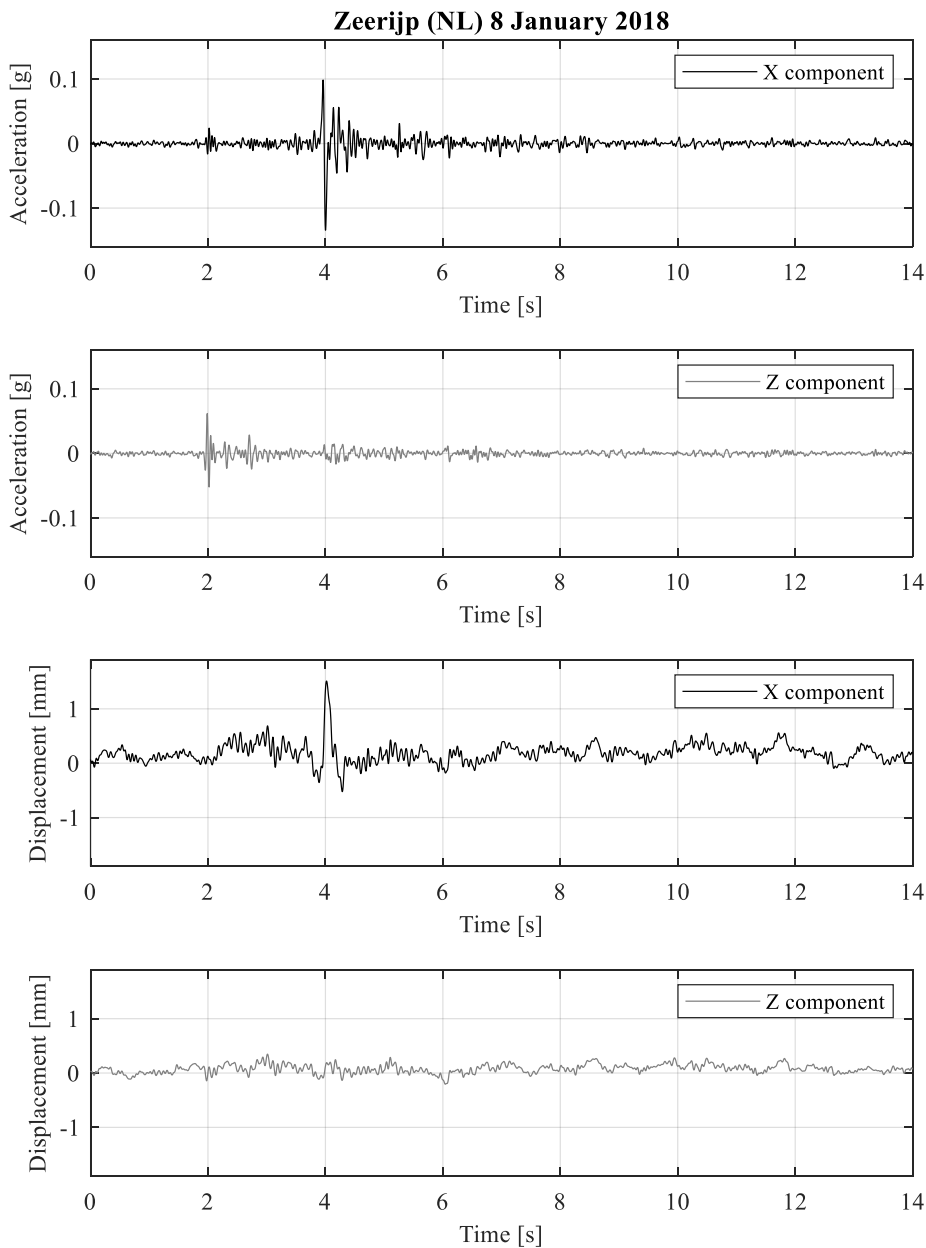 Zeerijp (NL) 8 January 2018
X component
Acceleration [g]
0.1
0
-0.1
0 2 4 6 8 10 12 14
Time [s]
Z component
Acceleration [g]
0.1
0
-0.1
0 2 4 6 8 10 12 14
Time [s]
X component
Displacement [mm]
1
0
-1
0 2 4 6 8 10 12 14
Time [s]
Z component
Displacement [mm]
1
0
-1
0 2 4 6 8 10 12 14
Time [s]